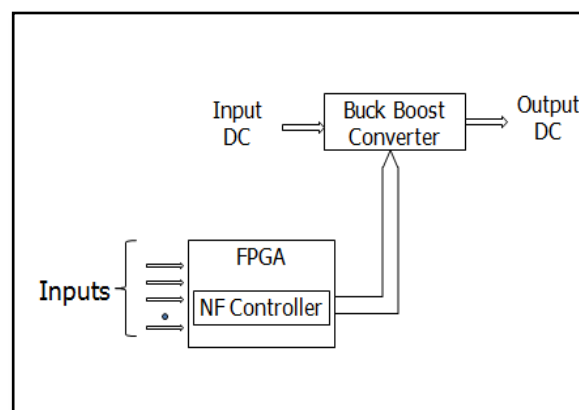 Input
DC
Buck Boost
Converter
Output
DC
Inputs
FPGA
NF Controller